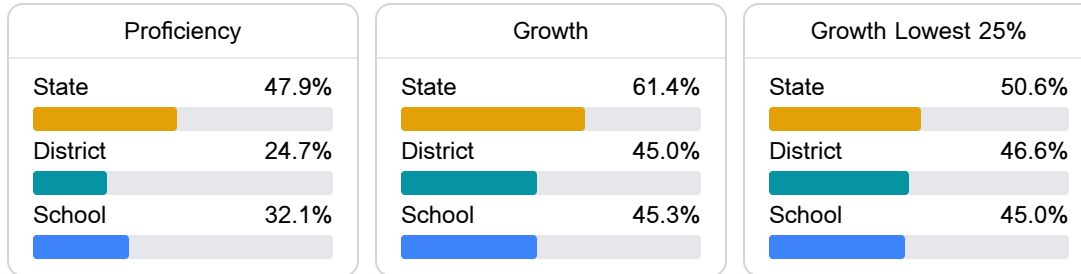 Proficiency
State 47.9%
District 24.7%
School 32.1%
Growth
State 61.4%
District 45.0%
School 45.3%
Growth Lowest 25%
State 50.6%
District 46.6%
School 45.0%